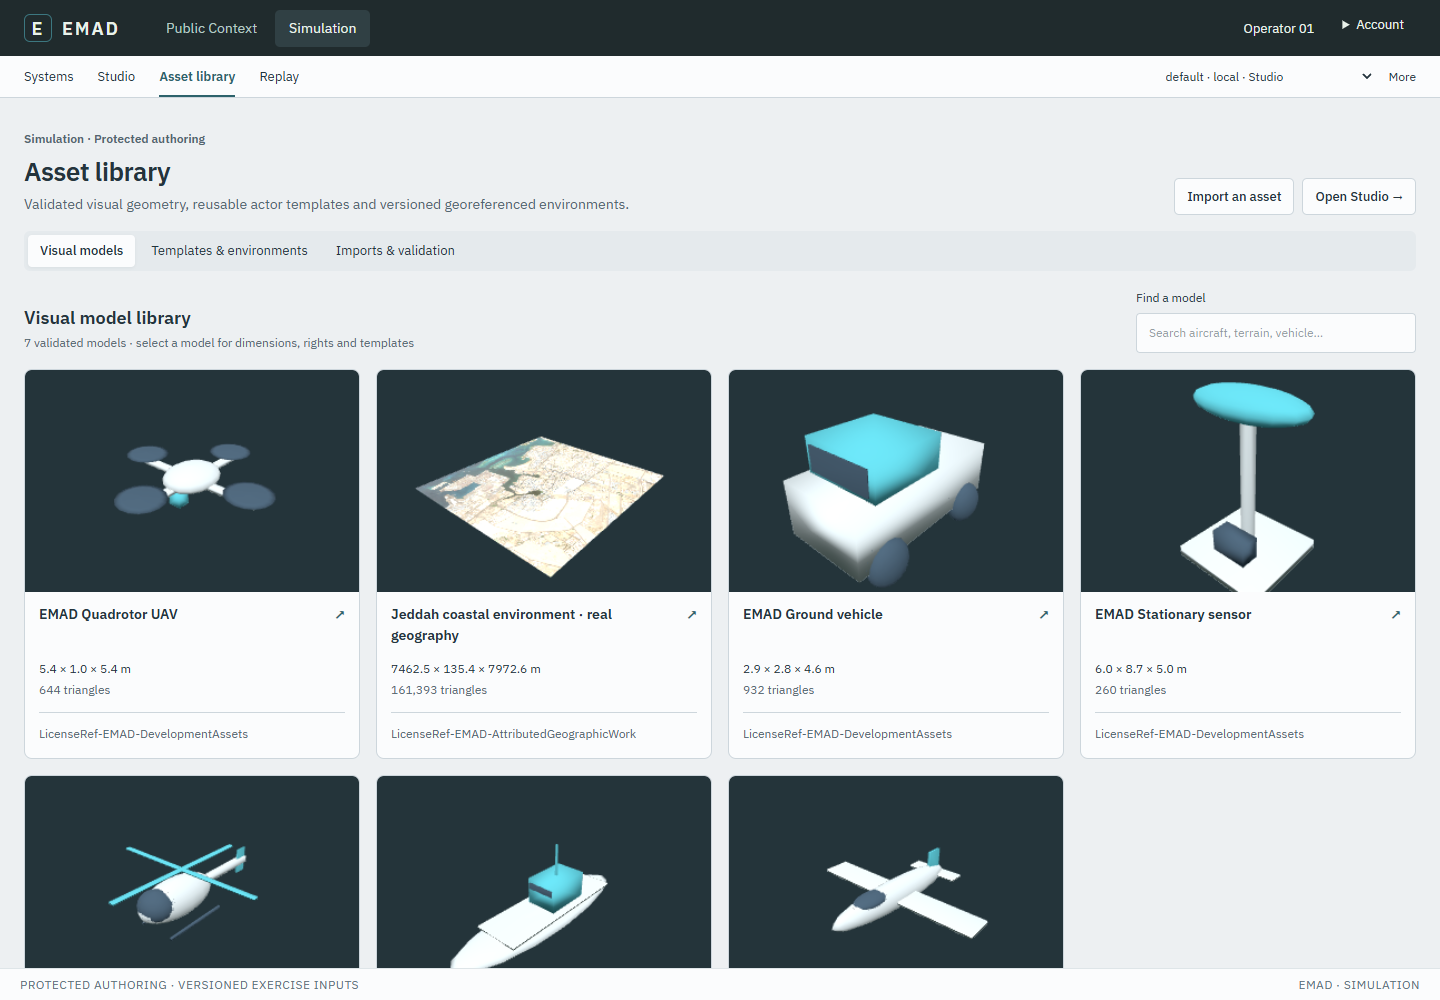 E EMAD
Public Context
Simulation
Operator 01
Account
Systems
Studio
Asset library
Replay
default · local · Studio
More
Simulation · Protected authoring
Asset library
Validated visual geometry, reusable actor templates and versioned georeferenced environments.
Import an asset
Open Studio →
Visual models
Templates & environments
Imports & validation
Visual model library
7 validated models · select a model for dimensions, rights and templates
Find a model
Search aircraft, terrain, vehicle...
EMAD Quadrotor UAV ↗
5.4 × 1.0 × 5.4 m
644 triangles
LicenseRef-EMAD-DevelopmentAssets
Jeddah coastal environment · real ↗
geography
7462.5 × 135.4 × 7972.6 m
161,393 triangles
LicenseRef-EMAD-AttributedGeographicWork
EMAD Ground vehicle ↗
2.9 × 2.8 × 4.6 m
932 triangles
LicenseRef-EMAD-DevelopmentAssets
EMAD Stationary sensor ↗
6.0 × 8.7 × 5.0 m
260 triangles
LicenseRef-EMAD-DevelopmentAssets
PROTECTED AUTHORING · VERSIONED EXERCISE INPUTS
EMAD · SIMULATION